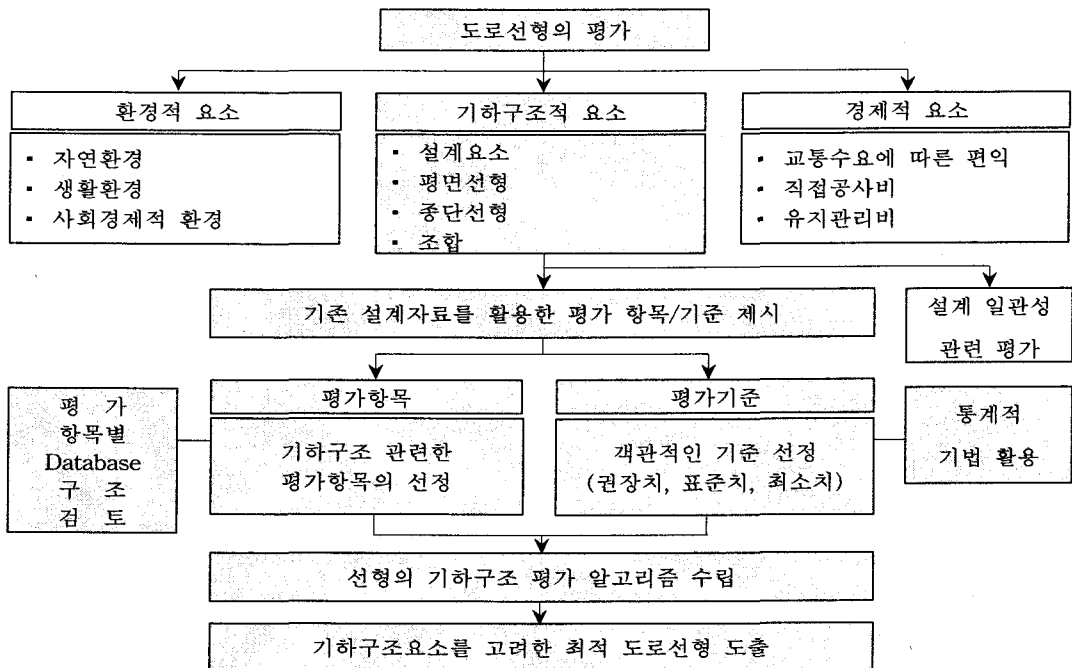 도로선형의 평가
환경적 요소
▪ 자연환경
▪ 생활환경
▪ 사회경제적 환경
기하구조적 요소
▪ 설계요소
▪ 평면선형
▪ 종단선형
▪ 조합
경제적 요소
▪ 교통수요에 따른 편익
▪ 직접공사비
▪ 유지관리비
기존 설계자료를 활용한 평가 항목/기준 제시
설계 일관성
관련 평가
평 가
항목별
Database
구 조
검 토
평가항목
기하구조 관련한
평가항목의 선정
평가기준
객관적인 기준 선정
(권장치, 표준치, 최소치)
통계적
기법 활용
선형의 기하구조 평가 알고리즘 수립
기하구조요소를 고려한 최적 도로선형 도출